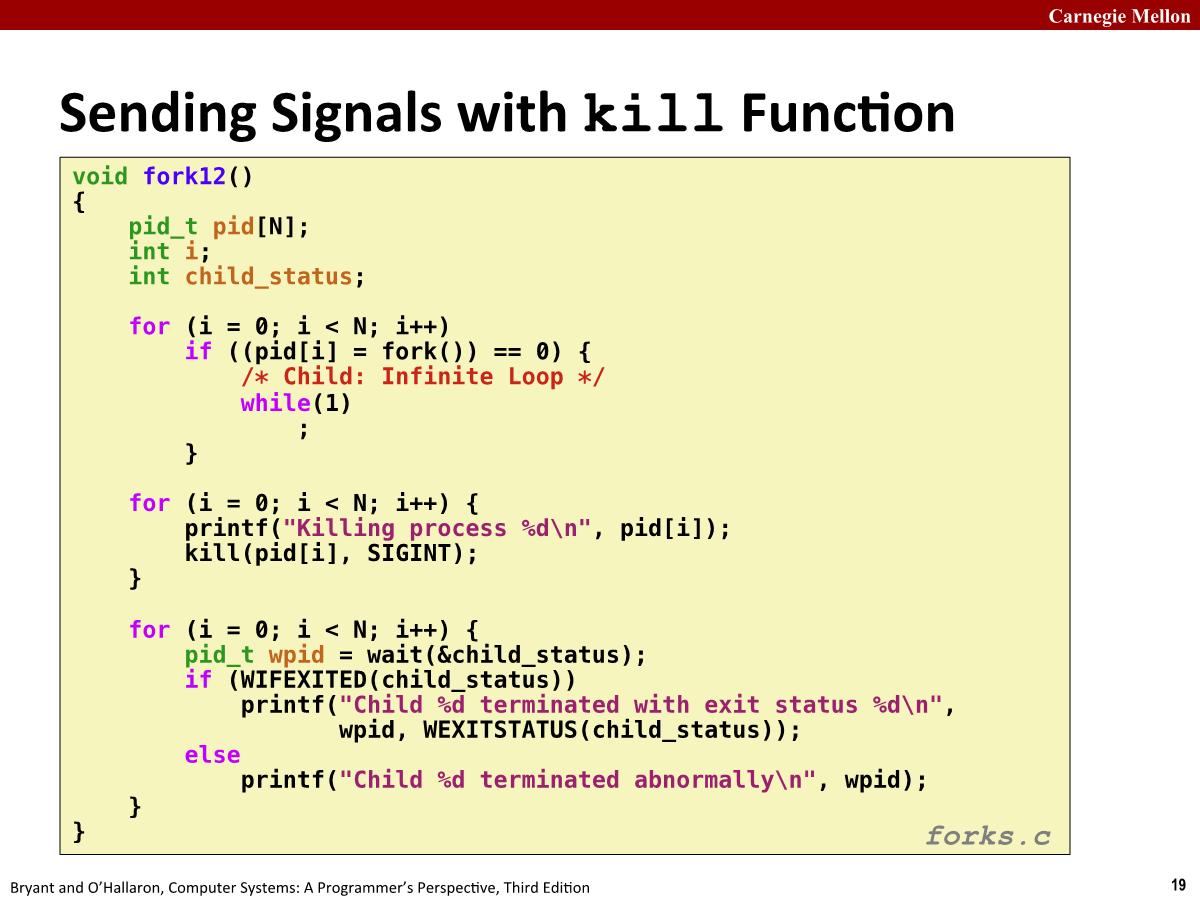 Carnegie Mellon
Sending Signals with kill Function
void fork12()
{
    pid_t pid[N];
    int i;
    int child_status;

    for (i = 0; i < N; i++)
        if ((pid[i] = fork()) == 0) {
            /* Child: Infinite Loop */
            while(1)
                ;
        }

    for (i = 0; i < N; i++) {
        printf("Killing process %d\n", pid[i]);
        kill(pid[i], SIGINT);
    }

    for (i = 0; i < N; i++) {
        pid_t wpid = wait(&child_status);
        if (WIFEXITED(child_status))
            printf("Child %d terminated with exit status %d\n",
                   wpid, WEXITSTATUS(child_status));
        else
            printf("Child %d terminated abnormally\n", wpid);
    }
}
forks.c
Bryant and O’Hallaron, Computer Systems: A Programmer’s Perspective, Third Edition
19